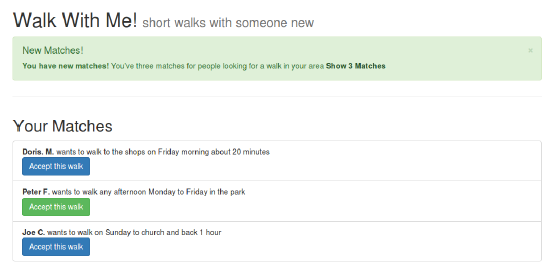 Walk With Me! short walks with someone new
New Matches!
×
You have new matches! You've three matches for people looking for a walk in your area Show 3 Matches
Your Matches
Doris. M. wants to walk to the shops on Friday morning about 20 minutes
Accept this walk
Peter F. wants to walk any afternoon Monday to Friday in the park
Accept this walk
Joe C. wants to walk on Sunday to church and back 1 hour
Accept this walk